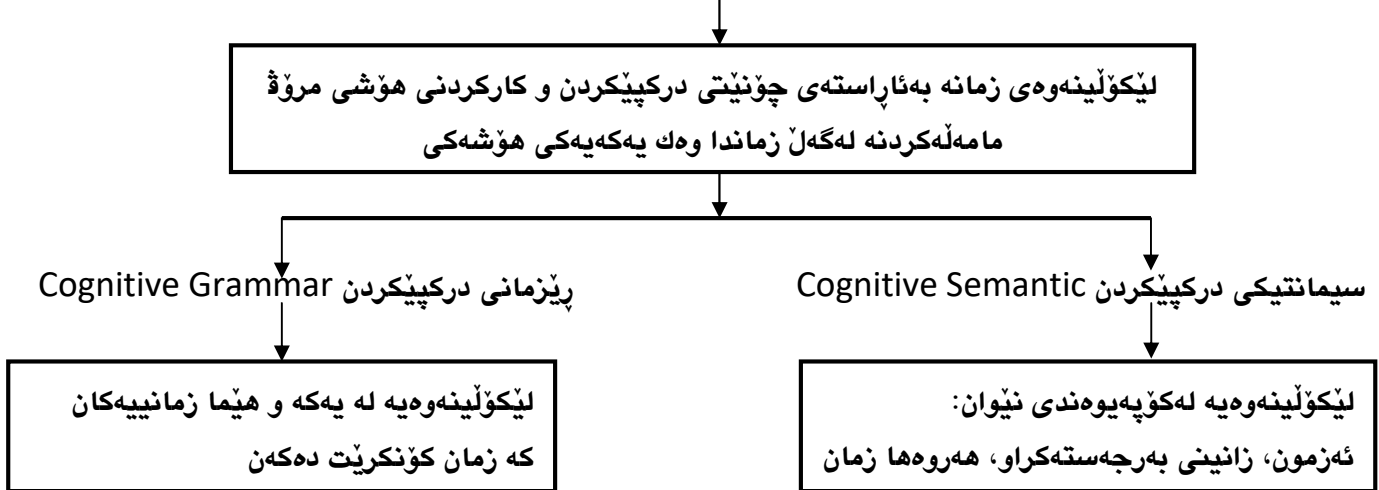 لێکۆڵینەوەی زمانە بەئاڕاستەی چۆنێتی درکپێکردن و کارکردنی هۆشی مرۆڤ
مامەڵەکردنە لەگەڵ زماندا وەك یەکەیەکی هۆشەکی
سیمانتیکی درکپێکردن Cognitive Semantic
ڕێزمانی درکپێکردن Cognitive Grammar
لێکۆڵینەوەیە لەکۆپەیوەندی نێوان:
ئەزمون، زانینی بەرجەستەکراو، هەروەها زمان
لێکۆڵینەوەیە لە یەکە و هێما زمانییەکان
کە زمان کۆنکرێت دەکەن